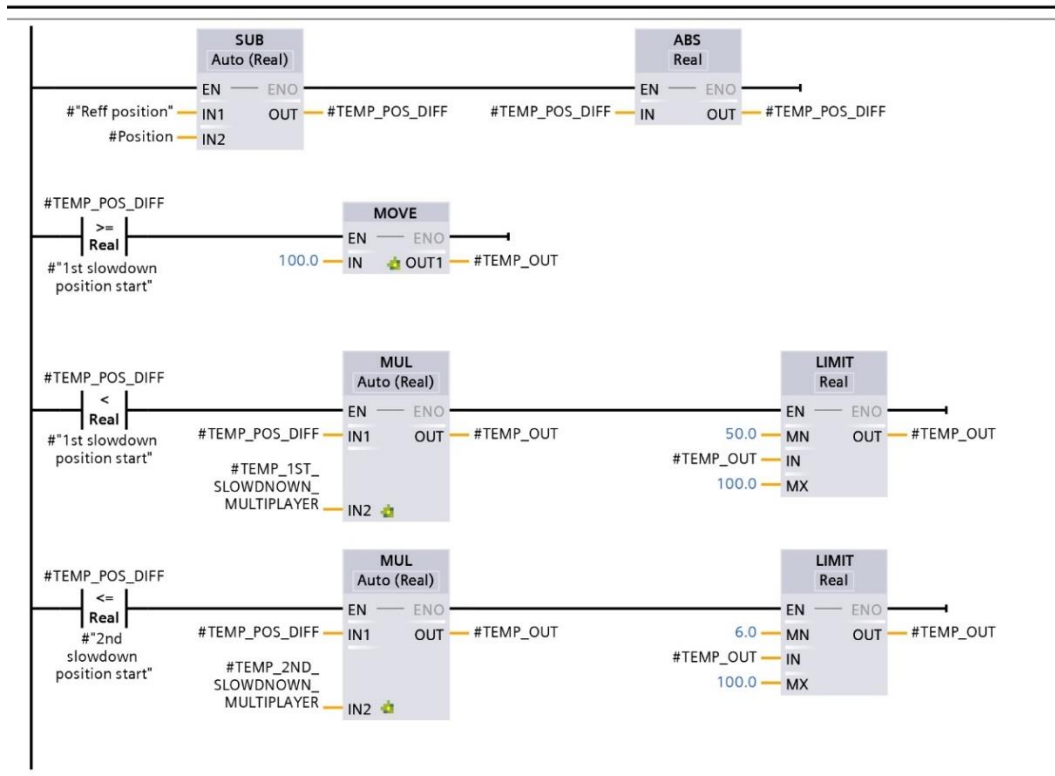 SUB
Auto (Real)
EN ENO
#"Reff position" IN1 OUT #TEMP_POS_DIFF
#Position IN2
ABS
Real
EN ENO
#TEMP_POS_DIFF IN OUT #TEMP_POS_DIFF
#TEMP_POS_DIFF
>=
Real
#"1st slowdown
position start"
MOVE
EN ENO
100.0 IN OUT1 #TEMP_OUT
#TEMP_POS_DIFF
<
Real
#"1st slowdown
position start"
MUL
Auto (Real)
EN ENO
#TEMP_POS_DIFF IN1 OUT #TEMP_OUT
#TEMP_1ST_
SLOWDNOWN_
MULTIPLAYER IN2
LIMIT
Real
EN ENO
50.0 MN OUT #TEMP_OUT
#TEMP_OUT IN
100.0 MX
#TEMP_POS_DIFF
<=
Real
#"2nd
slowdown
position start"
MUL
Auto (Real)
EN ENO
#TEMP_POS_DIFF IN1 OUT #TEMP_OUT
#TEMP_2ND_
SLOWDNOWN_
MULTIPLAYER IN2
LIMIT
Real
EN ENO
6.0 MN OUT #TEMP_OUT
#TEMP_OUT IN
100.0 MX